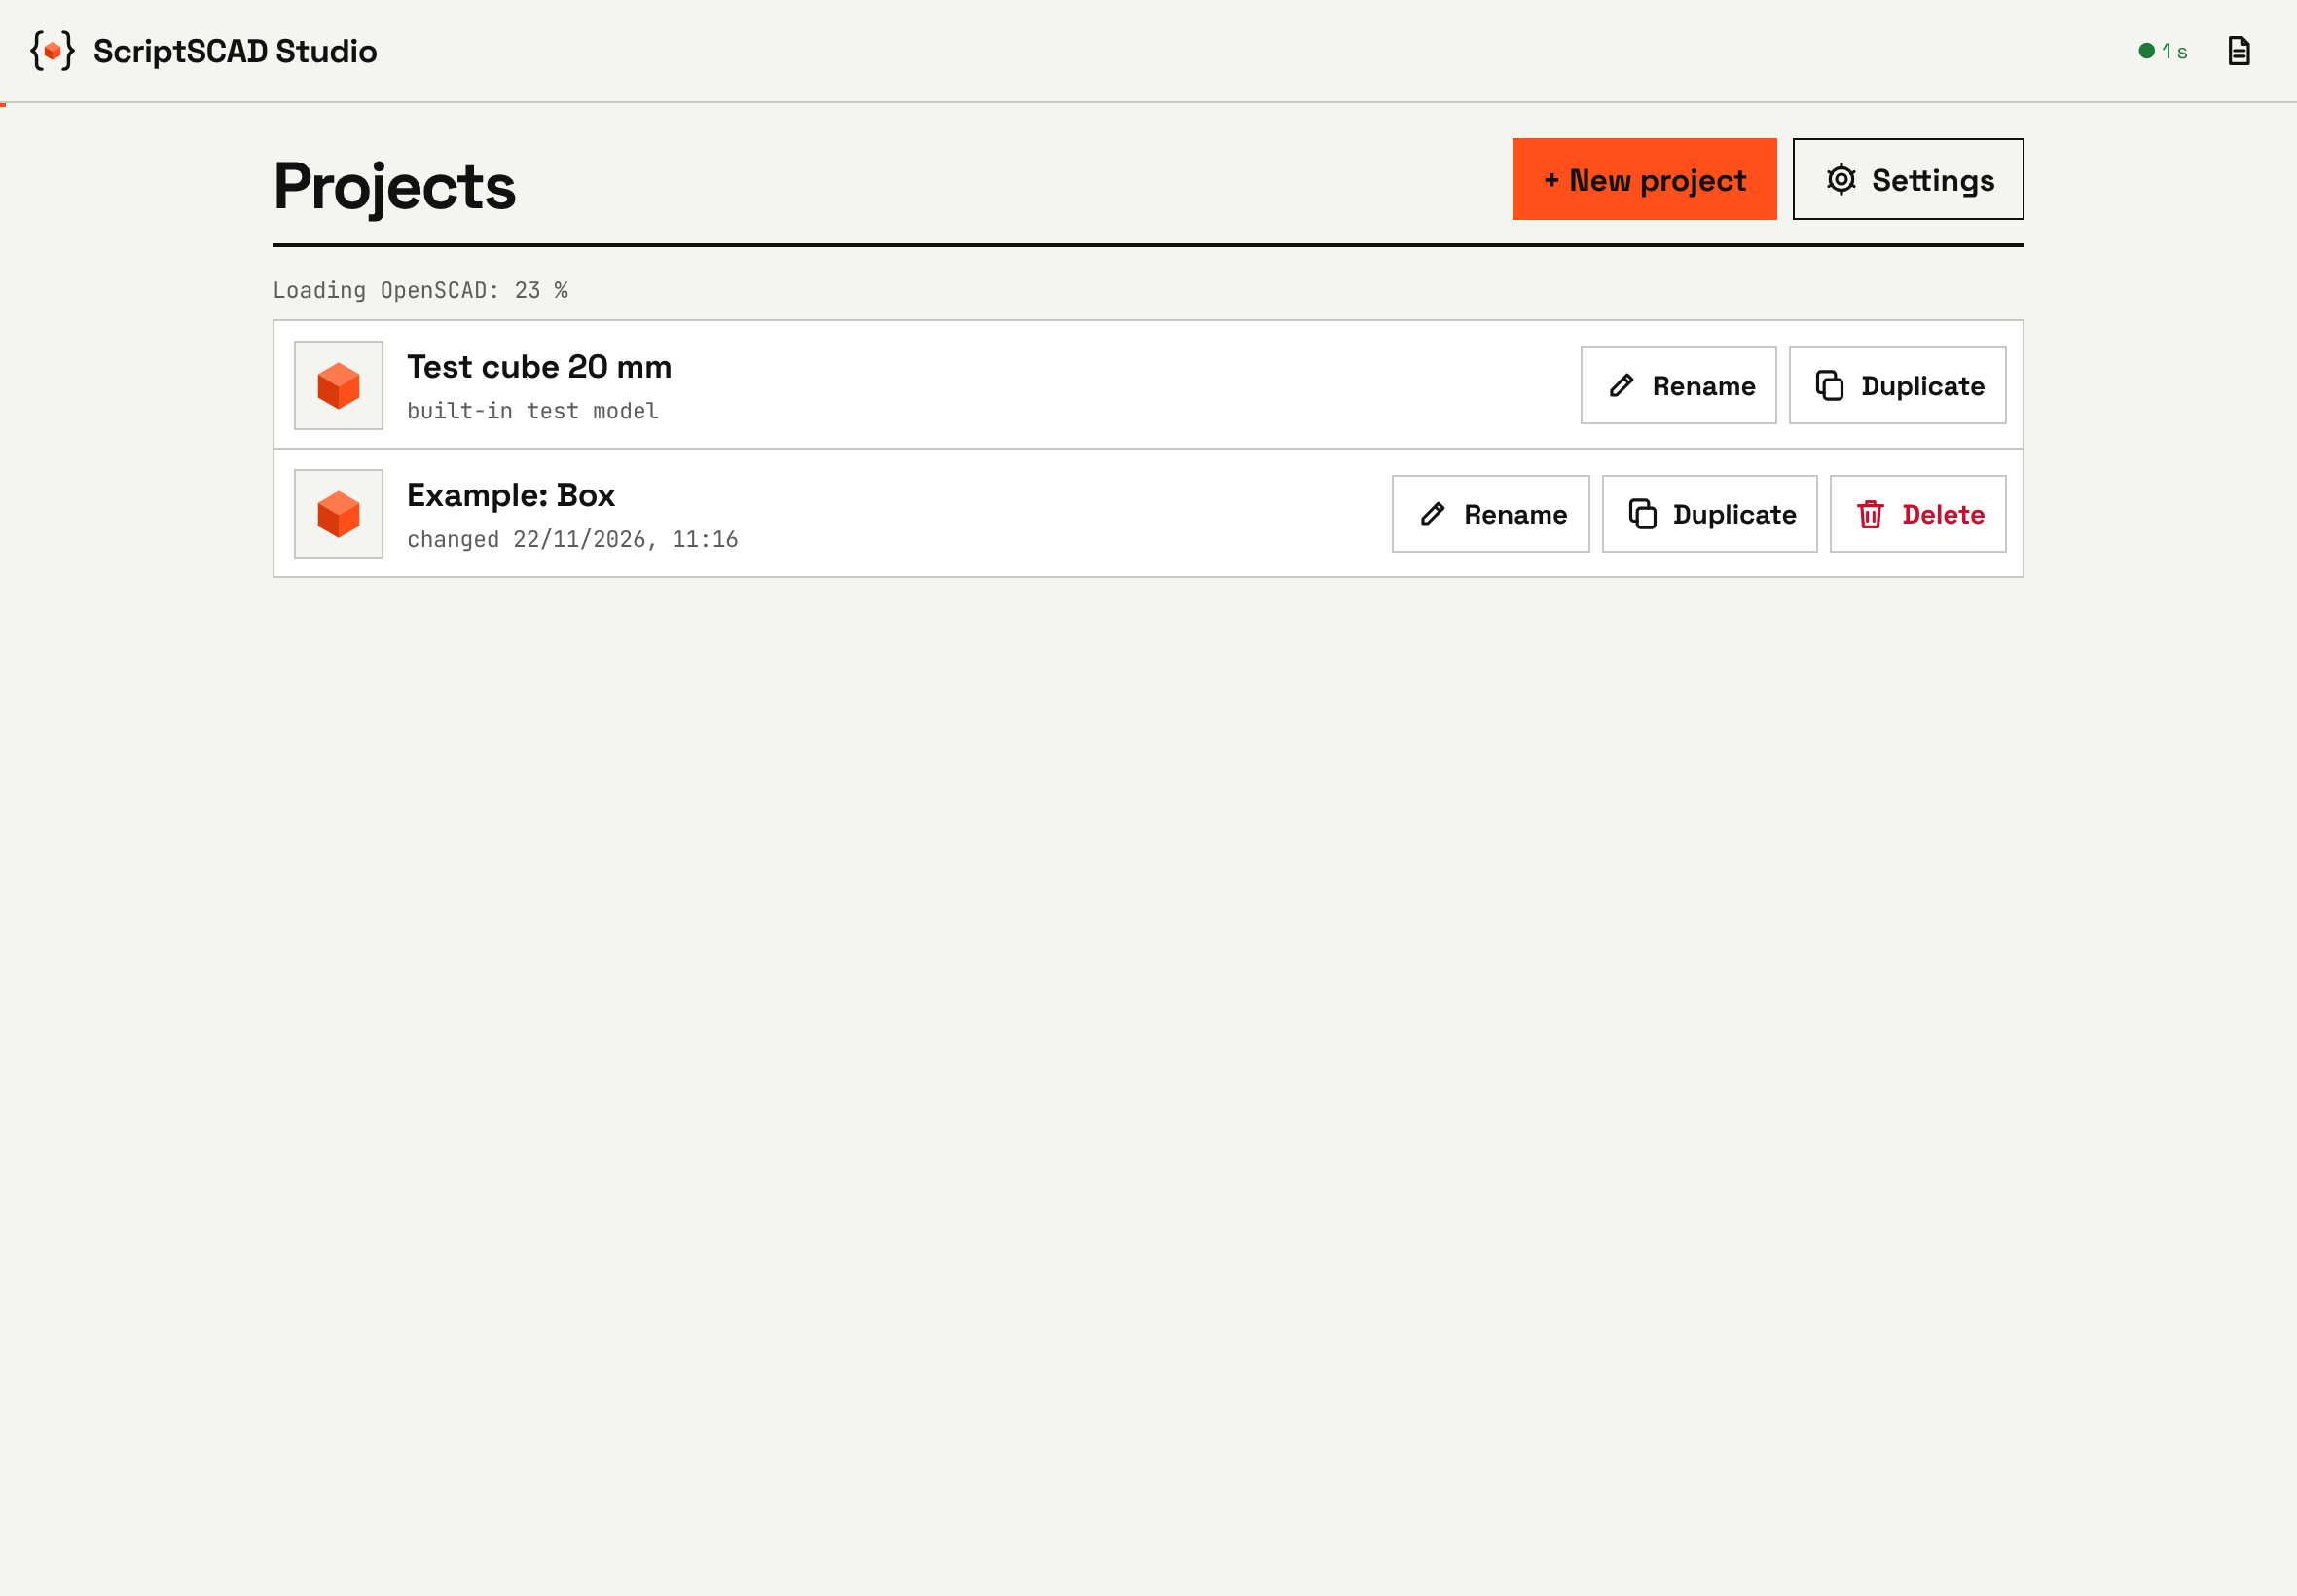 ScriptSCAD Studio
1 s
Projects
+ New project
Settings
Loading OpenSCAD: 23 %
Test cube 20 mm
built-in test model
Rename
Duplicate
Example: Box
changed 22/11/2026, 11:16
Rename
Duplicate
Delete